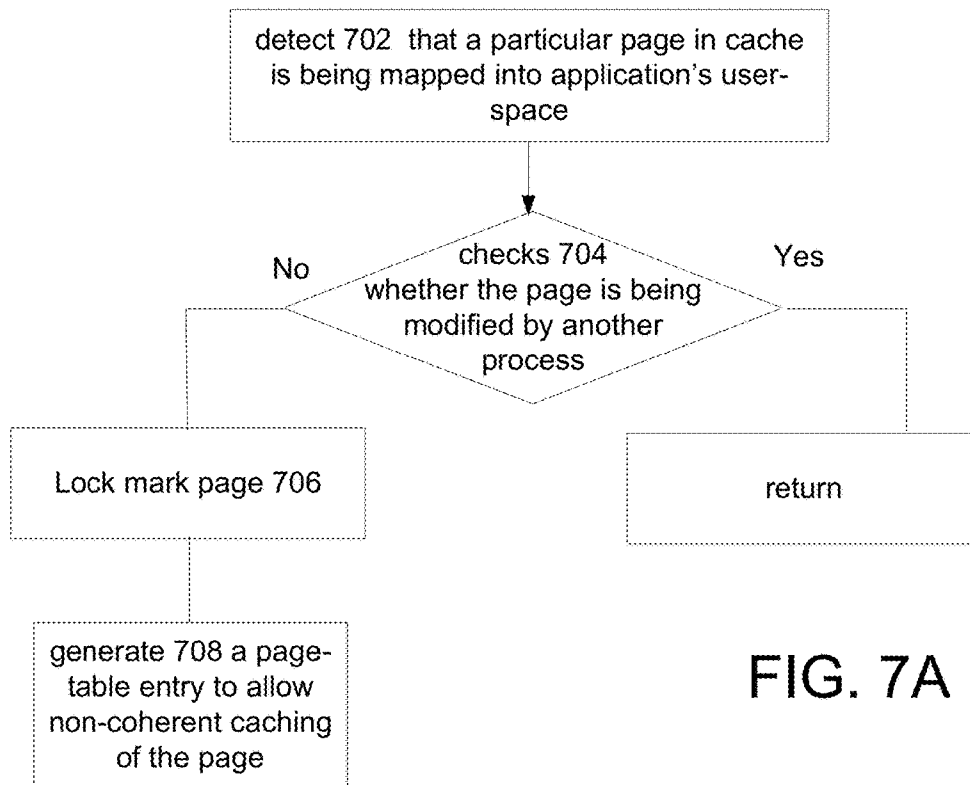 detect 702 that a particular page in cache
is being mapped into application's user-
space
checks 704
whether the page is being
modified by another
process
No
Yes
Lock mark page 706
return
generate 708 a page-
table entry to allow
non-coherent caching
of the page
FIG. 7A